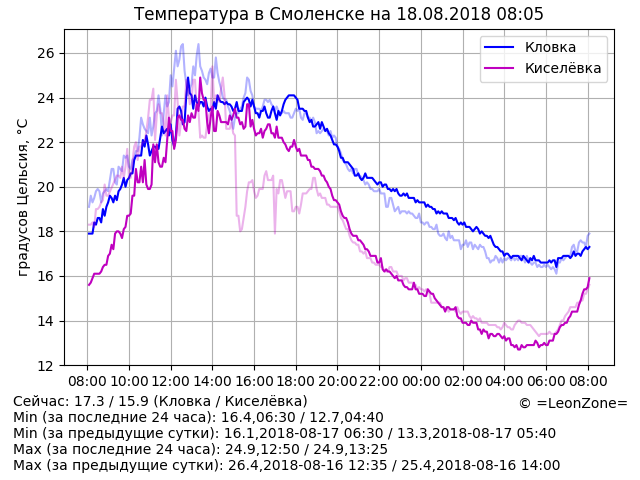 Температура в Смоленске на 18.08.2018 08:05
градусов Цельсия, °C
26
24
22
20
18
16
14
12
Кловка
Киселёвка
08:00 10:00 12:00 14:00 16:00 18:00 20:00 22:00 00:00 02:00 04:00 06:00 08:00
Сейчас: 17.3 / 15.9 (Кловка / Киселёвка)
© =LeonZone=
Min (за последние 24 часа): 16.4,06:30 / 12.7,04:40
Min (за предыдущие сутки): 16.1,2018-08-17 06:30 / 13.3,2018-08-17 05:40
Max (за последние 24 часа): 24.9,12:50 / 24.9,13:25
Max (за предыдущие сутки): 26.4,2018-08-16 12:35 / 25.4,2018-08-16 14:00